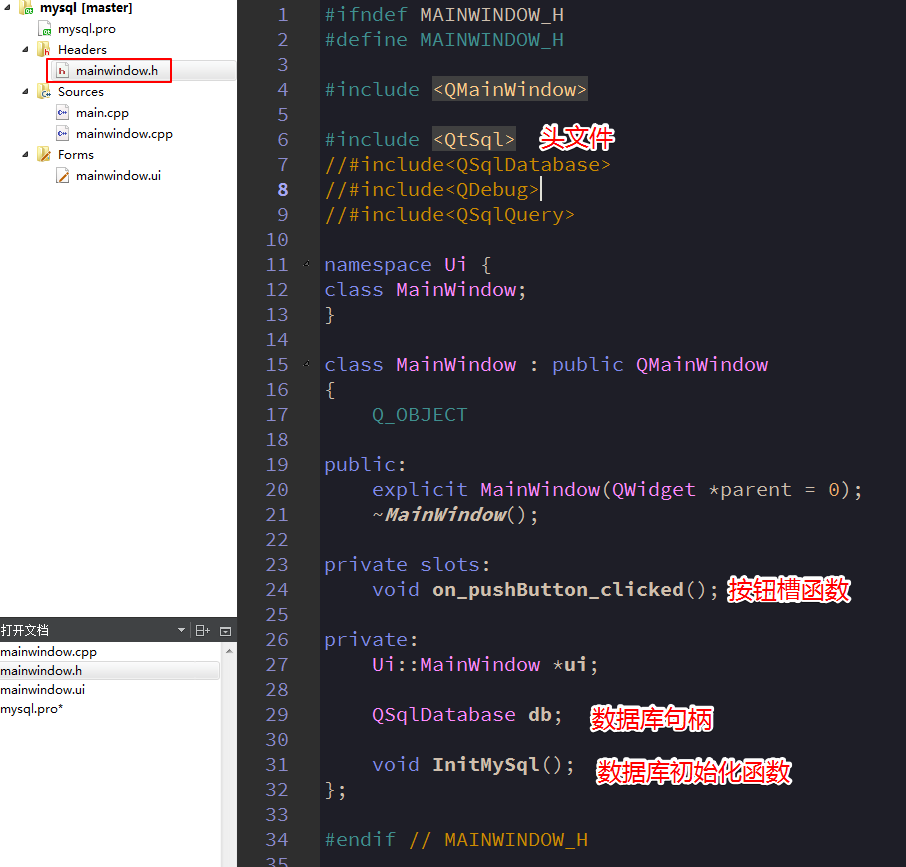 mysql [master]
mysql.pro
Headers
mainwindow.h
Sources
main.cpp
mainwindow.cpp
Forms
mainwindow.ui
打开文档
mainwindow.cpp
mainwindow.h
mainwindow.ui
mysql.pro*
1 #ifndef MAINWINDOW_H
2 #define MAINWINDOW_H
3
4 #include <QMainWindow>
5
6 #include <QtSql> 头文件
7 //#include<QSqlDatabase>
8 //#include<QDebug>
9 //#include<QSqlQuery>
10
11 namespace Ui {
12 class MainWindow;
13 }
14
15 class MainWindow : public QMainWindow
16 {
17 Q_OBJECT
18
19 public:
20 explicit MainWindow(QWidget *parent = 0);
21 ~MainWindow();
22
23 private slots:
24 void on_pushButton_clicked(); 按钮槽函数
25
26 private:
27 Ui::MainWindow *ui;
28
29 QSqlDatabase db; 数据库句柄
30
31 void InitMySql(); 数据库初始化函数
32 };
33
34 #endif // MAINWINDOW_H
35